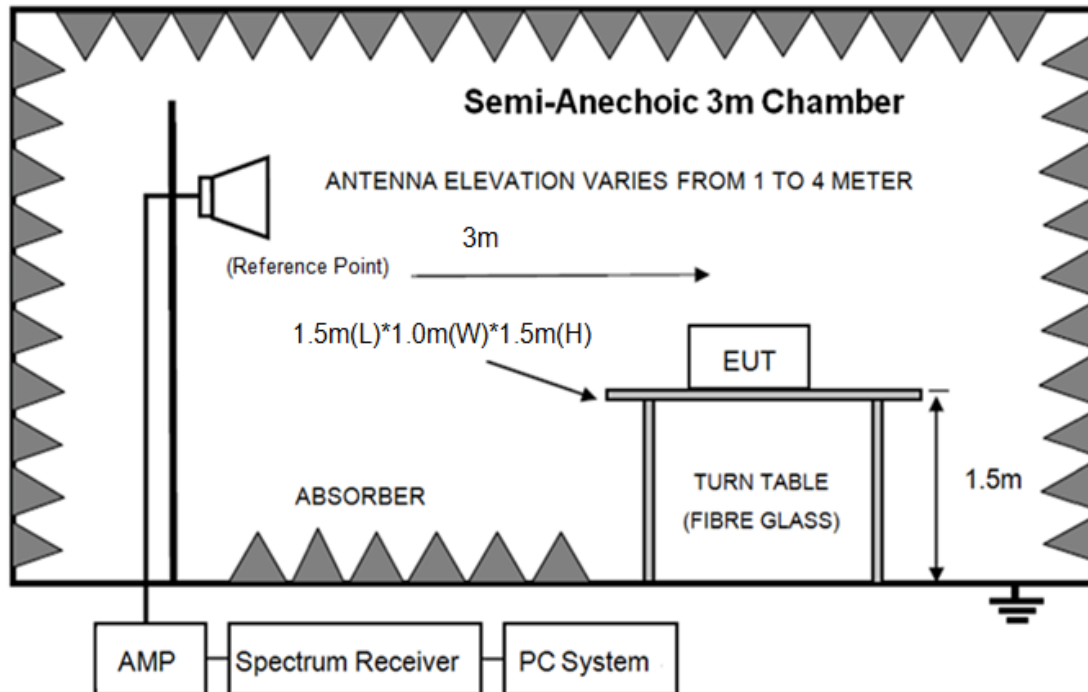 Semi-Anechoic 3m Chamber
ANTENNA ELEVATION VARIES FROM 1 TO 4 METER
3m
(Reference Point)
1.5m(L)*1.0m(W)*1.5m(H)
EUT
1.5m
TURN TABLE
(FIBRE GLASS)
ABSORBER
AMP
Spectrum Receiver
PC System